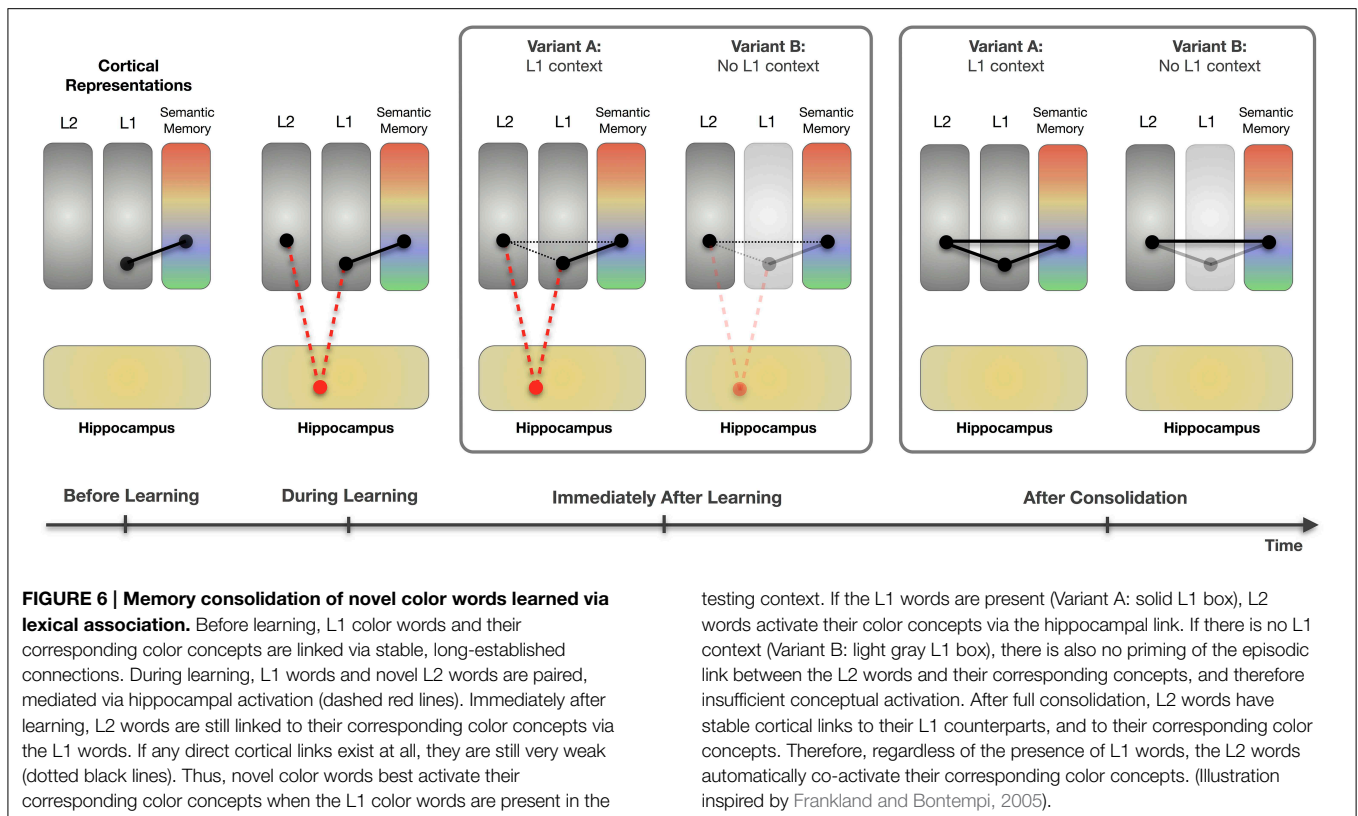 Variant A:
L1 context
Variant B:
No L1 context
Variant A:
L1 context
Variant B:
No L1 context
Cortical
Representations
L2 L1 Semantic
Memory
L2 L1 Semantic
Memory
L2 L1 Semantic
Memory
L2 L1 Semantic
Memory
L2 L1 Semantic
Memory
L2 L1 Semantic
Memory
Hippocampus Hippocampus Hippocampus Hippocampus Hippocampus Hippocampus
Before Learning During Learning Immediately After Learning After Consolidation
Time
FIGURE 6 | Memory consolidation of novel color words learned via
lexical association. Before learning, L1 color words and their
corresponding color concepts are linked via stable, long-established
connections. During learning, L1 words and novel L2 words are paired,
mediated via hippocampal activation (dashed red lines). Immediately after
learning, L2 words are still linked to their corresponding color concepts via
the L1 words. If any direct cortical links exist at all, they are still very weak
(dotted black lines). Thus, novel color words best activate their
corresponding color concepts when the L1 color words are present in the
testing context. If the L1 words are present (Variant A: solid L1 box), L2
words activate their color concepts via the hippocampal link. If there is no L1
context (Variant B: light gray L1 box), there is also no priming of the episodic
link between the L2 words and their corresponding concepts, and therefore
insufficient conceptual activation. After full consolidation, L2 words have
stable cortical links to their L1 counterparts, and to their corresponding color
concepts. Therefore, regardless of the presence of L1 words, the L2 words
automatically co-activate their corresponding color concepts. (Illustration
inspired by Frankland and Bontempi, 2005).